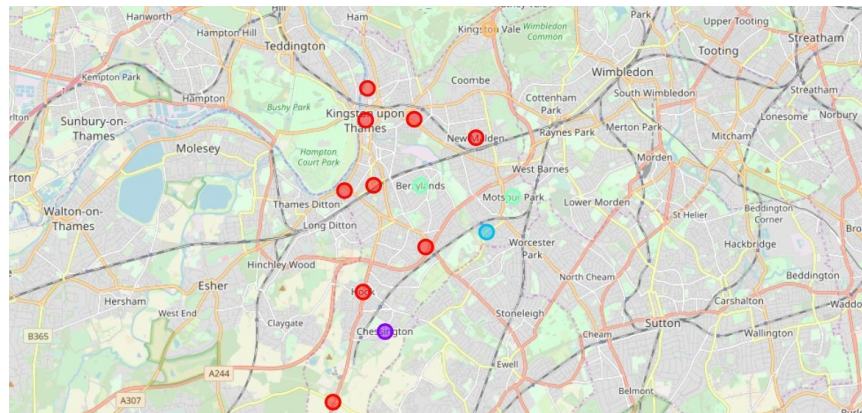 Hanworth
Ham
Kingston Vale
Wimbledon
Common
Upper Tooting
Streatham
Hampton Hill
Teddington
Park
Tooting
Kempton Park
Hampton
Bushy Park
Coombe
Wimbledon
South Wimbledon
Streatham
Lonesome
Norbury
Sunbury-on-
Thames
Kingston upon
Thames
Cottenham
Park
Raynes Park
Merton Park
Mitcham
Molesey
Hampton
Court Park
New Malden
Morden
Walton-on-
Thames
Thames Ditton
Berrylands
West Barnes
Motspur Park
Lower Morden
St Helier
Beddington
Corner
Long Ditton
Hackbridge
Worcester
Park
Hinchley Wood
Esher
Hook
North Cheam
Beddington
Hersham
West End
Claygate
Chessington
Stoneleigh
Carshalton
Waddo
B365
Cheam
Sutton
Wallington
Ewell
A244
A307
Belmont